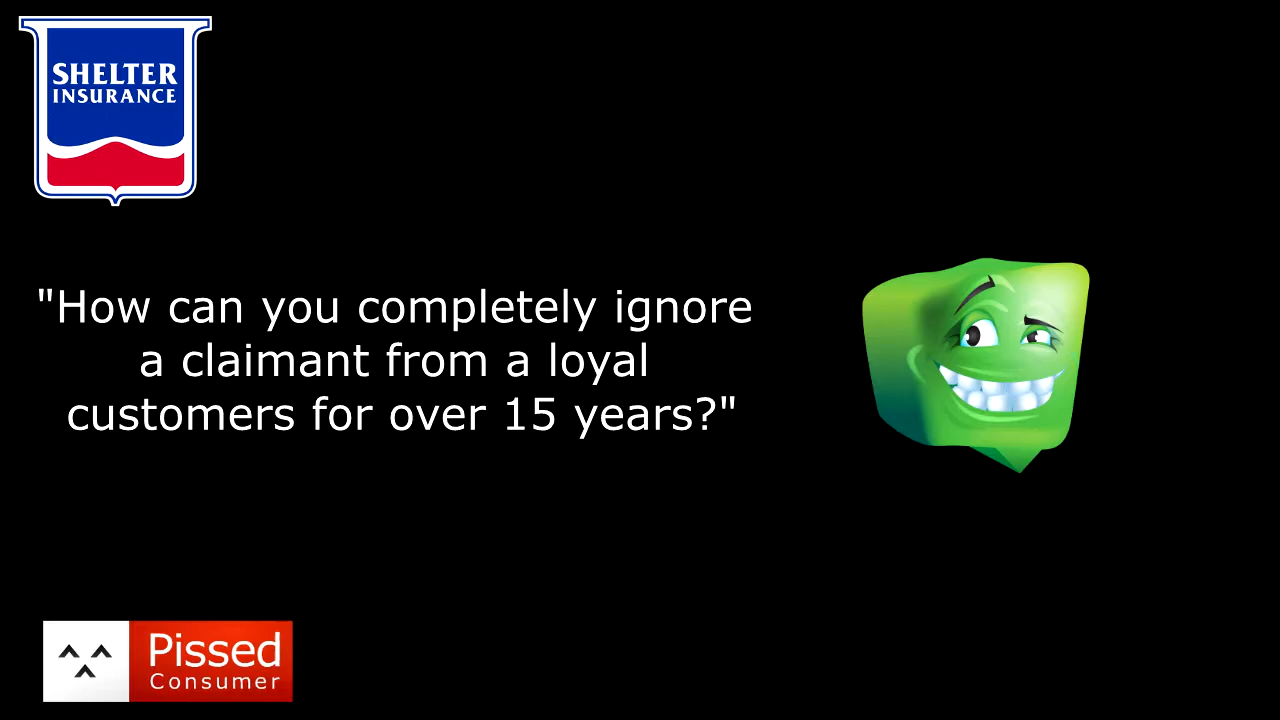 SHELTER
INSURANCE
"How can you completely ignore
a claimant from a loyal
customers for over 15 years?"
Pissed
Consumer